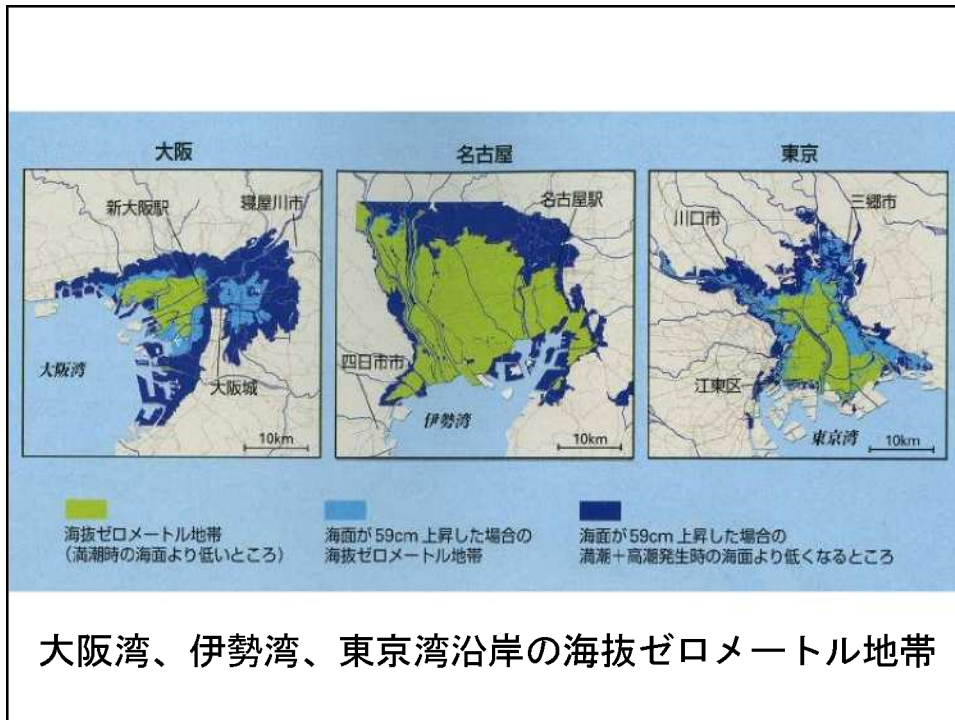 大阪
新大阪駅
寝屋川市
大阪湾
大阪城
10km
名古屋
名古屋駅
四日市市
伊勢湾
10km
東京
川口市
三郷市
江東区
東京湾
10km
海抜ゼロメートル地帯
(満潮時の海面より低いところ)
海面が59cm上昇した場合の
海抜ゼロメートル地帯
海面が59cm上昇した場合の
満潮+高潮発生時の海面より低くなるところ
大阪湾、伊勢湾、東京湾沿岸の海抜ゼロメートル地帯